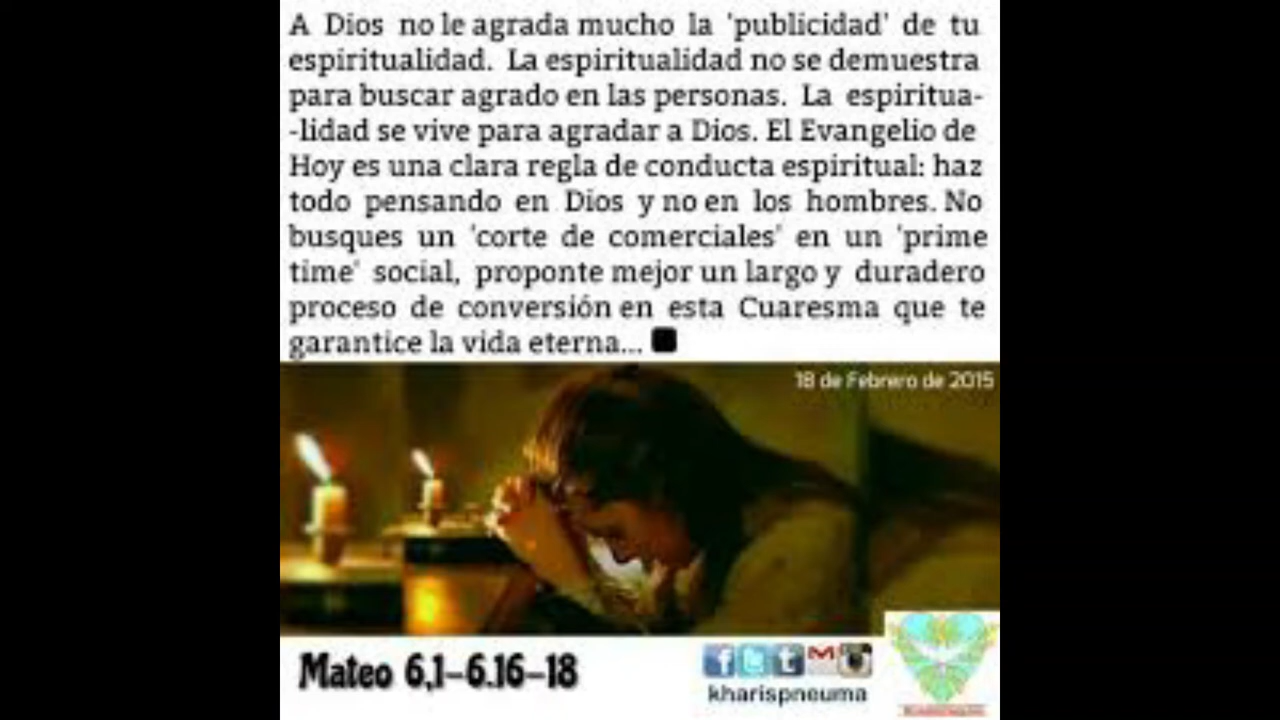 A Dios no le agrada mucho la 'publicidad' de tu
espiritualidad. La espiritualidad no se demuestra
para buscar agrado en las personas. La espiritua-
-lidad se vive para agradar a Dios. El Evangelio de
Hoy es una clara regla de conducta espiritual: haz
todo pensando en Dios y no en los hombres. No
busques un 'corte de comerciales' en un 'prime
time' social, proponte mejor un largo y duradero
proceso de conversión en esta Cuaresma que te
garantice la vida eterna...
18 de Febrero de 2015
Mateo 6,1-6.16-18
kharispneuma